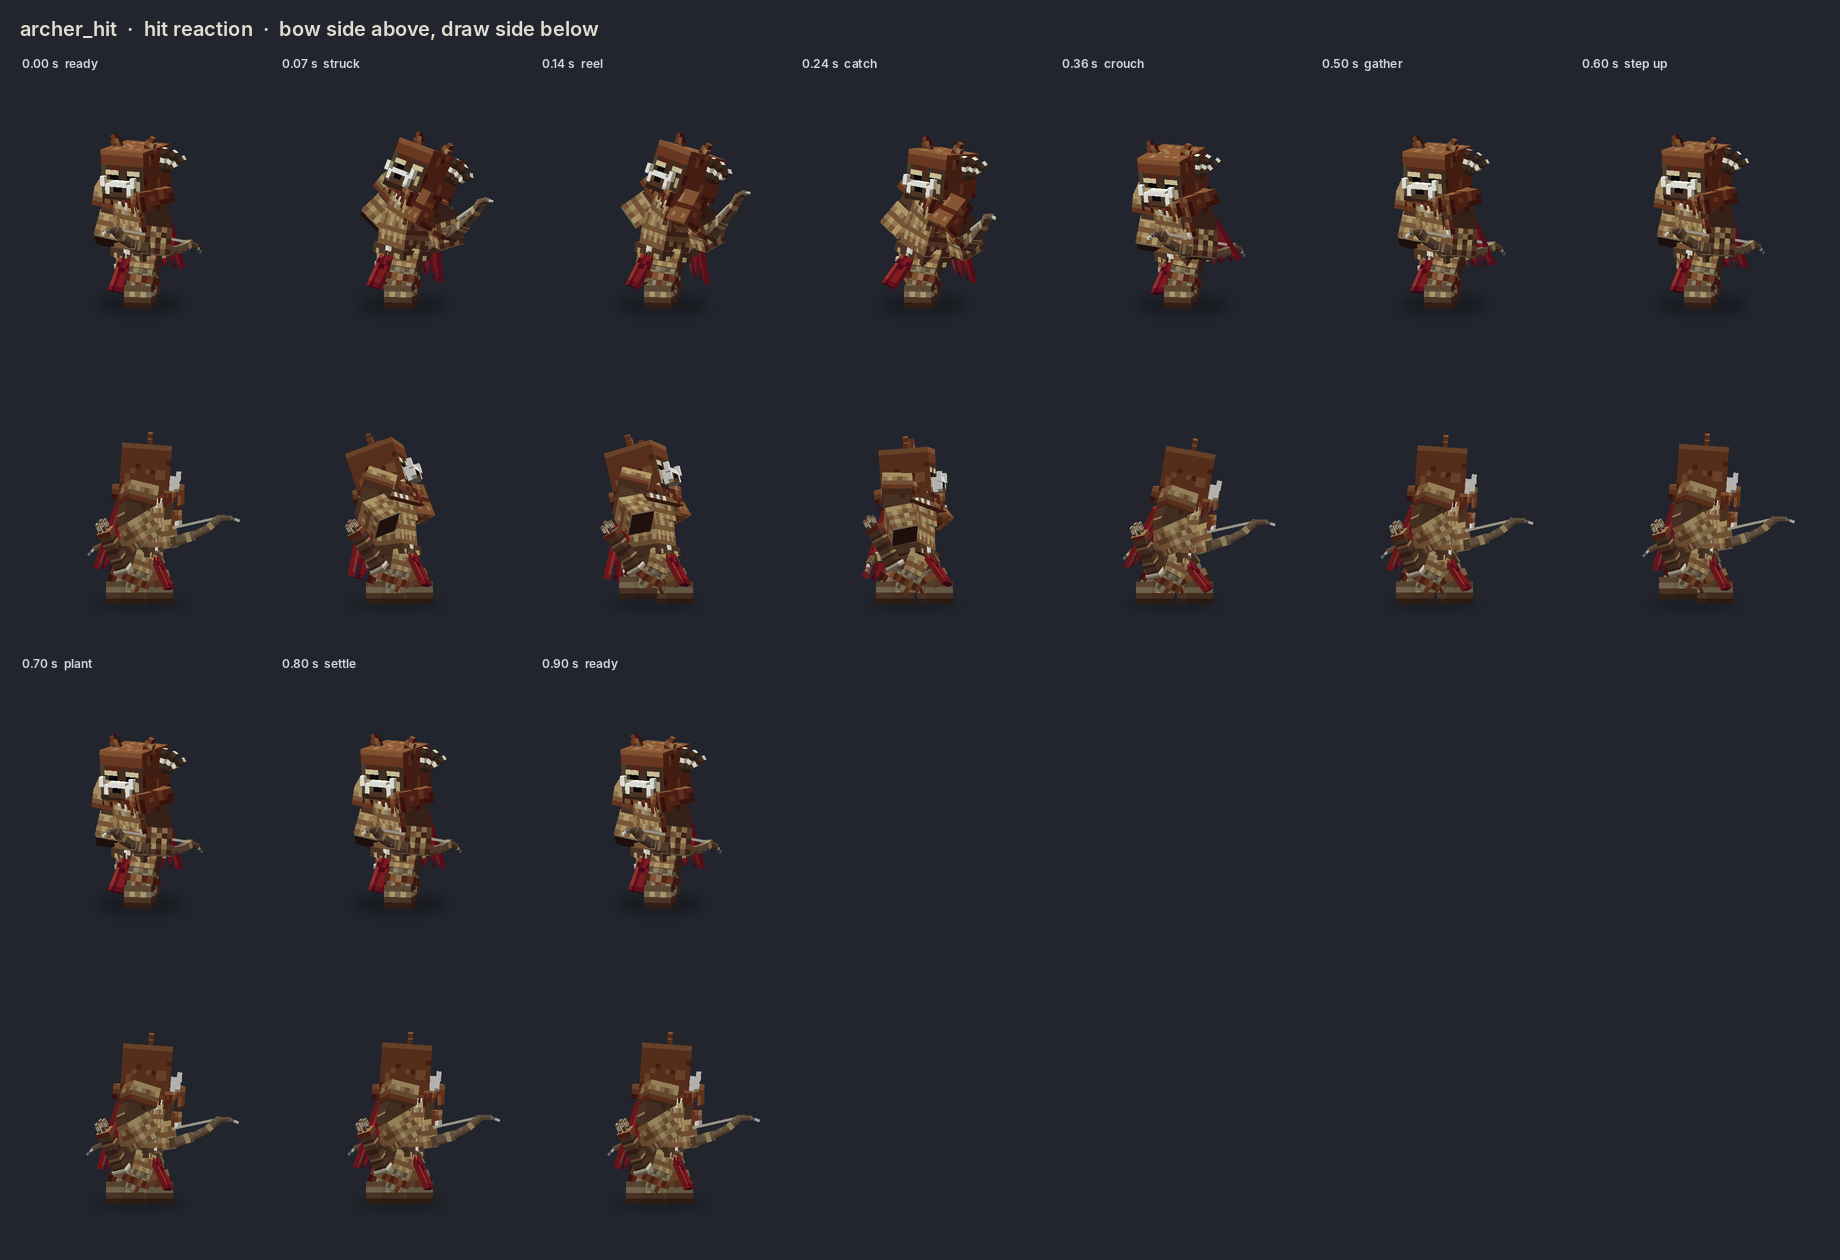 archer_hit · hit reaction · bow side above, draw side below
0.00 s ready
0.07 s struck
0.14 s reel
0.24 s catch
0.36 s crouch
0.50 s gather
0.60 s step up
0.70 s plant
0.80 s settle
0.90 s ready